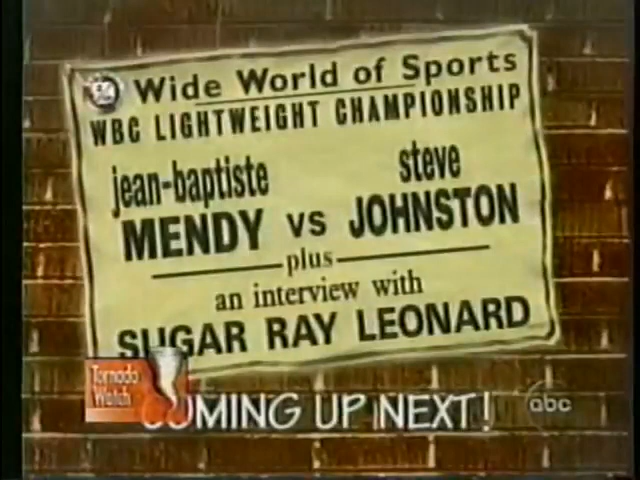 Wide World of Sports
WBC LIGHTWEIGHT CHAMPIONSHIP
jean-baptiste steve
MENDY vs JOHNSTON
plus
an interview with
SUGAR RAY LEONARD
Tornado
Watch
COMING UP NEXT!
abc